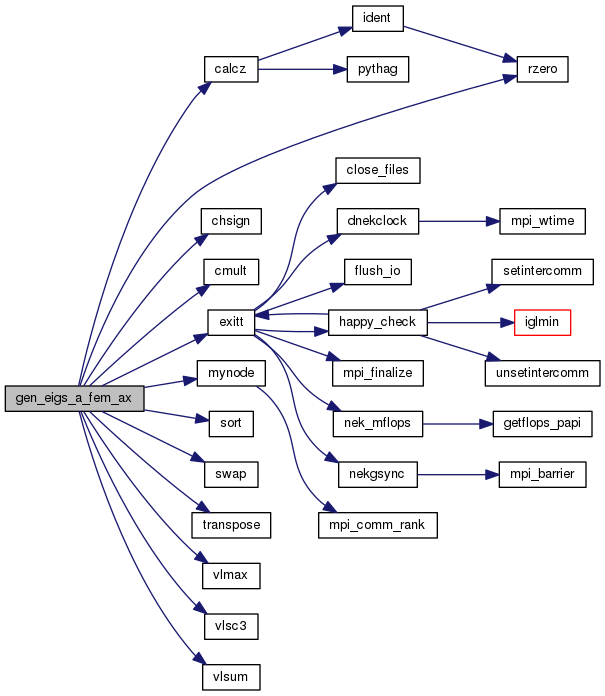 ident
calcz
pythag
rzero
close_files
chsign
dnekclock
mpi_wtime
cmult
flush_io
setintercomm
exitt
happy_check
iglmin
mynode
mpi_finalize
unsetintercomm
gen_eigs_a_fem_ax
sort
nek_mflops
getflops_papi
swap
nekgsync
mpi_barrier
transpose
mpi_comm_rank
vlmax
vlsc3
vlsum